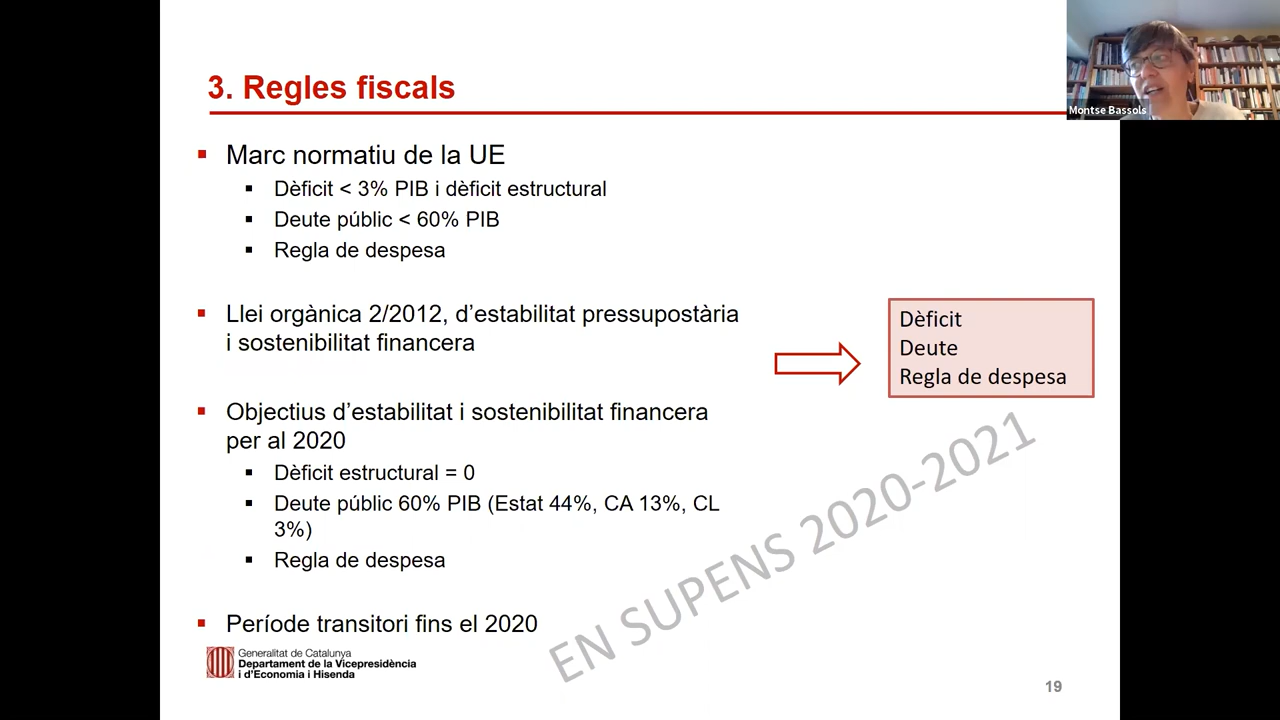 3. Regles fiscals
Montse Bassols
Marc normatiu de la UE
Dèficit < 3% PIB i dèficit estructural
Deute públic < 60% PIB
Regla de despesa
Llei orgànica 2/2012, d'estabilitat pressupostària
i sostenibilitat financera
Dèficit
Deute
Regla de despesa
Objectius d'estabilitat i sostenibilitat financera
per al 2020
Dèficit estructural = 0
Deute públic 60% PIB (Estat 44%, CA 13%, CL
3%)
Regla de despesa
Període transitori fins el 2020
EN SUPENS 2020-2021
Generalitat de Catalunya
Departament de la Vicepresidència
i d'Economia i Hisenda
19